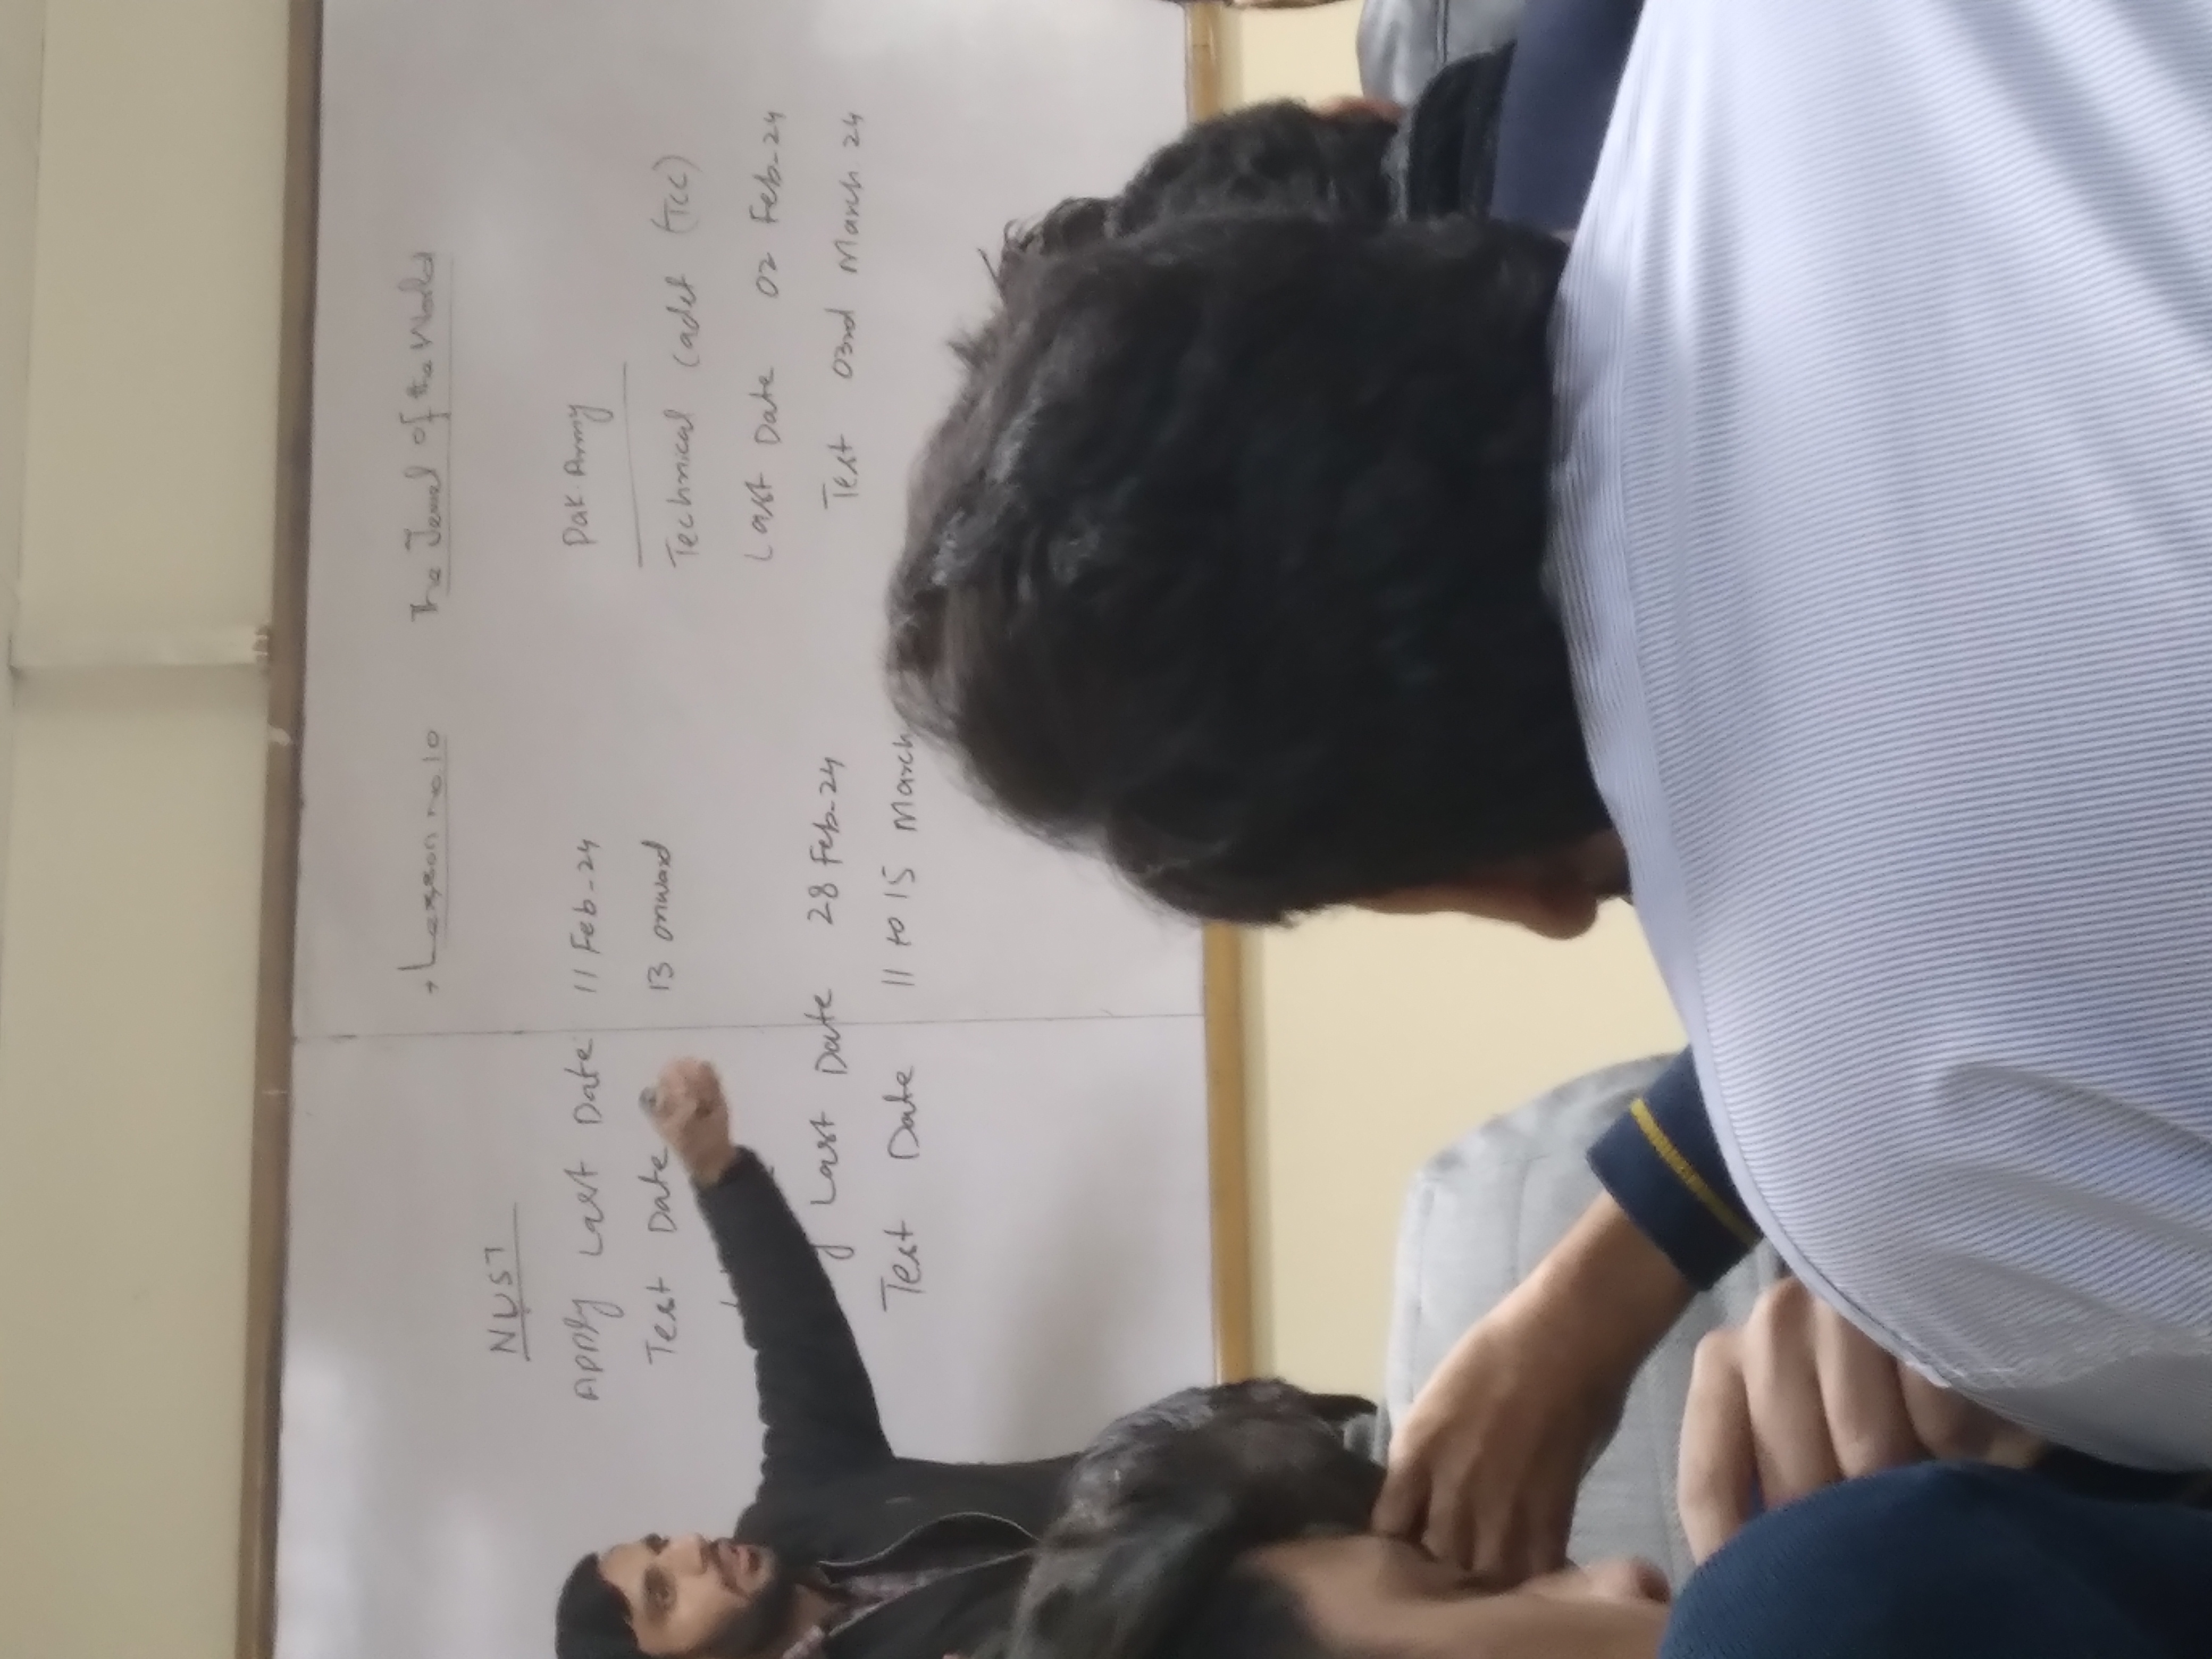 Lesson no.10 The Jewel of the World
NUST
Apply Last Date 11 Feb-24
Test Date 13 onward
Last Date 28 Feb-24
Test Date 11 to 15 March
Pak.Army
Technical Cadet (TCC)
Last Date 02 Feb-24
Test 03rd March 24